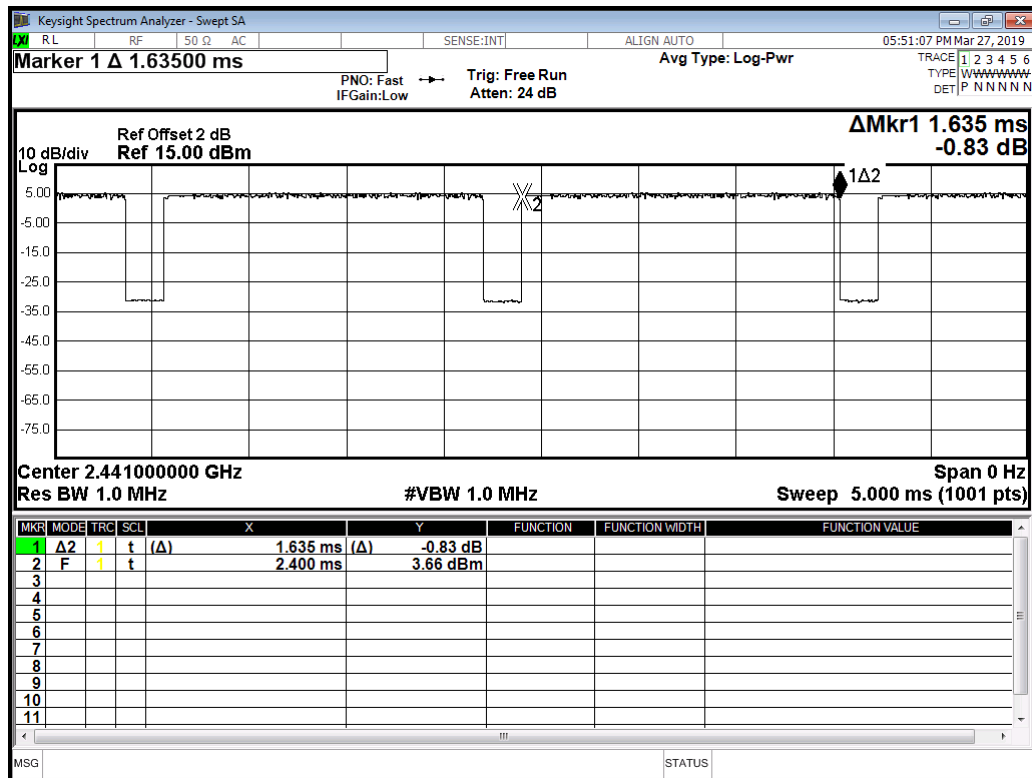 Keysight Spectrum Analyzer - Swept SA
LXI RL RF 50 Ω AC SENSE:INT ALIGN AUTO 05:51:07 PM Mar 27, 2019
Marker 1 Δ 1.63500 ms
PNO: Fast
IFGain:Low
Trig: Free Run
Atten: 24 dB
Avg Type: Log-Pwr
TRACE 1 2 3 4 5 6
TYPE WWWWWW
DET P N N N N N
ΔMkr1 1.635 ms
-0.83 dB
Ref Offset 2 dB
10 dB/div Ref 15.00 dBm
Log
1Δ2
5.00
2
-5.00
-15.0
-25.0
-35.0
-45.0
-55.0
-65.0
-75.0
Center 2.441000000 GHz Span 0 Hz
Res BW 1.0 MHz #VBW 1.0 MHz Sweep 5.000 ms (1001 pts)
MKR MODE TRC SCL X Y FUNCTION FUNCTION WIDTH FUNCTION VALUE
1 Δ2 1 t (Δ) 1.635 ms (Δ) -0.83 dB
2 F 1 t 2.400 ms 3.66 dBm
3
4
5
6
7
8
9
10
11
MSG STATUS